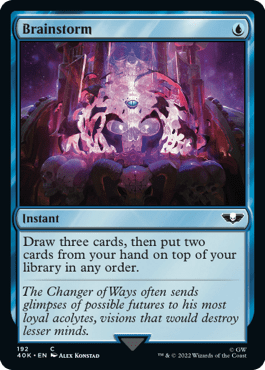 Brainstorm
Instant
Draw three cards, then put two
cards from your hand on top of your
library in any order.
The Changer of Ways often sends
glimpses of possible futures to his most
loyal acolytes, visions that would destroy
lesser minds.
192 C © GW
40K • EN Alex Konstad ™ & © 2022 Wizards of the Coast